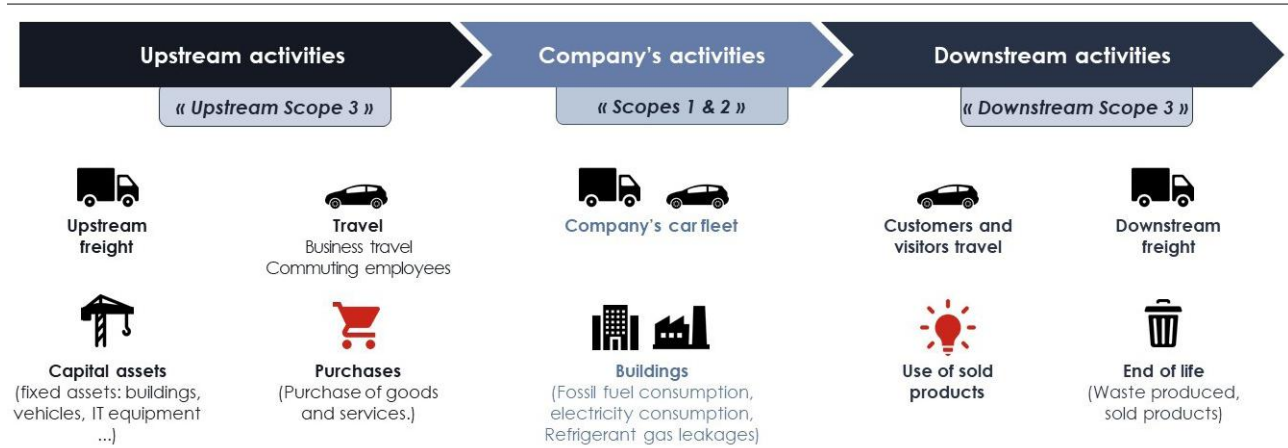 Upstream activities
Company's activities
Downstream activities
« Upstream Scope 3 »
« Scopes 1 & 2 »
« Downstream Scope 3 »
Upstream
freight
Travel
Business travel
Commuting employees
Company's car fleet
Customers and
visitors travel
Downstream
freight
Capital assets
(fixed assets: buildings,
vehicles, IT equipment
...)
Purchases
(Purchase of goods
and services.)
Buildings
(Fossil fuel consumption,
electricity consumption,
Refrigerant gas leakages)
Use of sold
products
End of life
(Waste produced,
sold products)